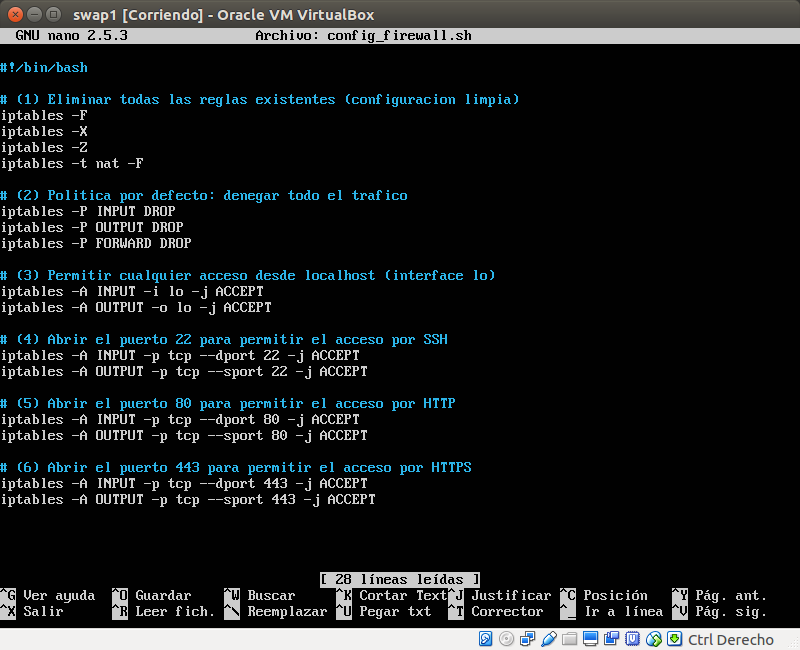 swap1 [Corriendo] - Oracle VM VirtualBox
GNU nano 2.5.3 Archivo: config_firewall.sh
#!/bin/bash
# (1) Eliminar todas las reglas existentes (configuracion limpia)
iptables -F
iptables -X
iptables -Z
iptables -t nat -F
# (2) Politica por defecto: denegar todo el trafico
iptables -P INPUT DROP
iptables -P OUTPUT DROP
iptables -P FORWARD DROP
# (3) Permitir cualquier acceso desde localhost (interface lo)
iptables -A INPUT -i lo -j ACCEPT
iptables -A OUTPUT -o lo -j ACCEPT
# (4) Abrir el puerto 22 para permitir el acceso por SSH
iptables -A INPUT -p tcp --dport 22 -j ACCEPT
iptables -A OUTPUT -p tcp --sport 22 -j ACCEPT
# (5) Abrir el puerto 80 para permitir el acceso por HTTP
iptables -A INPUT -p tcp --dport 80 -j ACCEPT
iptables -A OUTPUT -p tcp --sport 80 -j ACCEPT
# (6) Abrir el puerto 443 para permitir el acceso por HTTPS
iptables -A INPUT -p tcp --dport 443 -j ACCEPT
iptables -A OUTPUT -p tcp --sport 443 -j ACCEPT
[ 28 líneas leídas ]
^G Ver ayuda ^O Guardar ^W Buscar ^K Cortar Text ^J Justificar ^C Posición ^Y Pág. ant.
^X Salir ^R Leer fich. ^\ Reemplazar ^U Pegar txt ^T Corrector ^_ Ir a línea ^V Pág. sig.
Ctrl Derecho